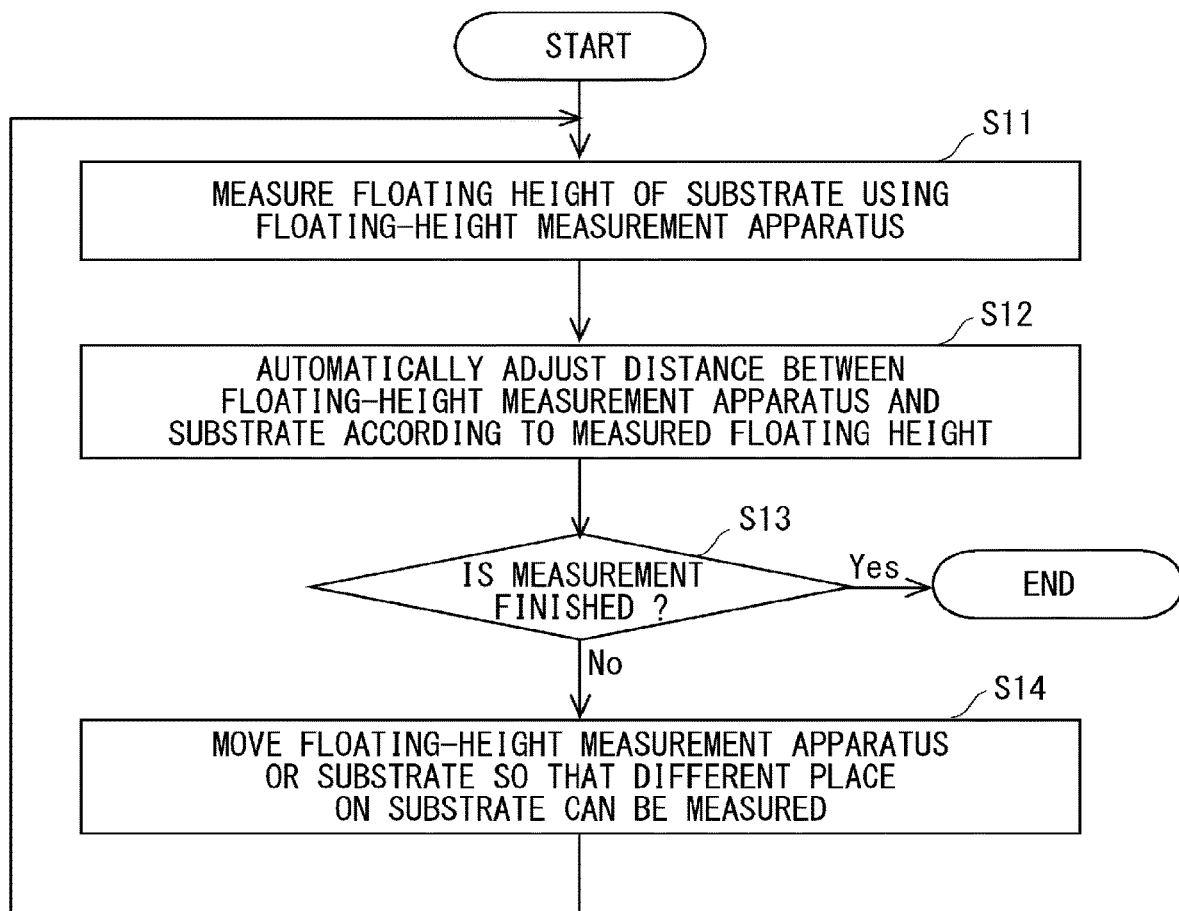 START
S11
MEASURE FLOATING HEIGHT OF SUBSTRATE USING
FLOATING-HEIGHT MEASUREMENT APPARATUS
S12
AUTOMATICALLY ADJUST DISTANCE BETWEEN
FLOATING-HEIGHT MEASUREMENT APPARATUS AND
SUBSTRATE ACCORDING TO MEASURED FLOATING HEIGHT
S13
IS MEASUREMENT
FINISHED ?
Yes
END
No
S14
MOVE FLOATING-HEIGHT MEASUREMENT APPARATUS
OR SUBSTRATE SO THAT DIFFERENT PLACE
ON SUBSTRATE CAN BE MEASURED